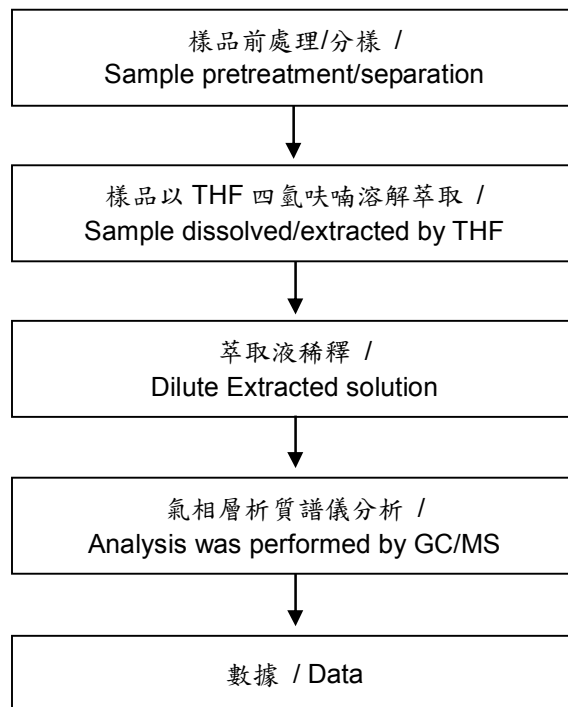 樣品前處理/分樣 /
Sample pretreatment/separation
樣品以 THF 四氫呋喃溶解萃取 /
Sample dissolved/extracted by THF
萃取液稀釋 /
Dilute Extracted solution
氣相層析質譜儀分析 /
Analysis was performed by GC/MS
數據 / Data